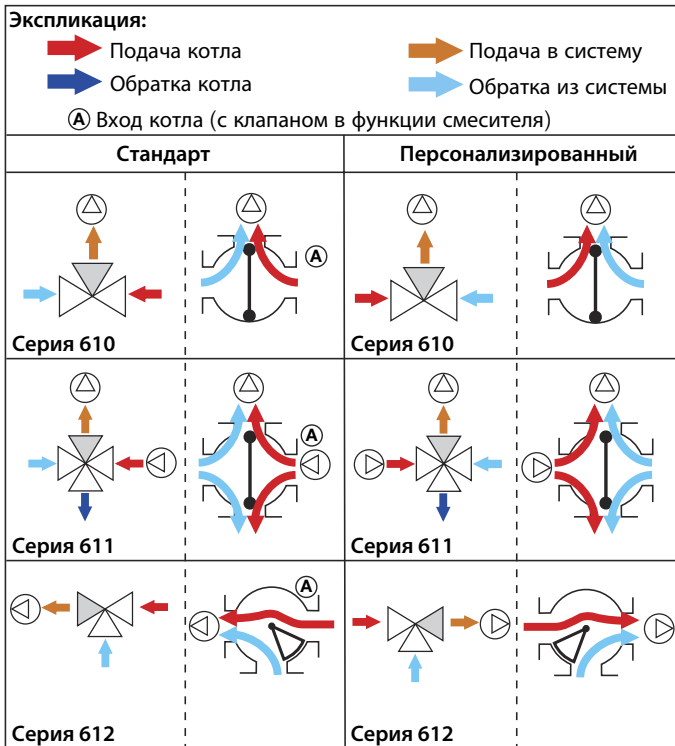 Экспликация:
Подача котла
Подача в систему
Обратка котла
Обратка из системы
A Вход котла (с клапаном в функции смесителя)
Стандарт
Персонализированный
A
Серия 610
Серия 610
A
Серия 611
Серия 611
A
Серия 612
Серия 612